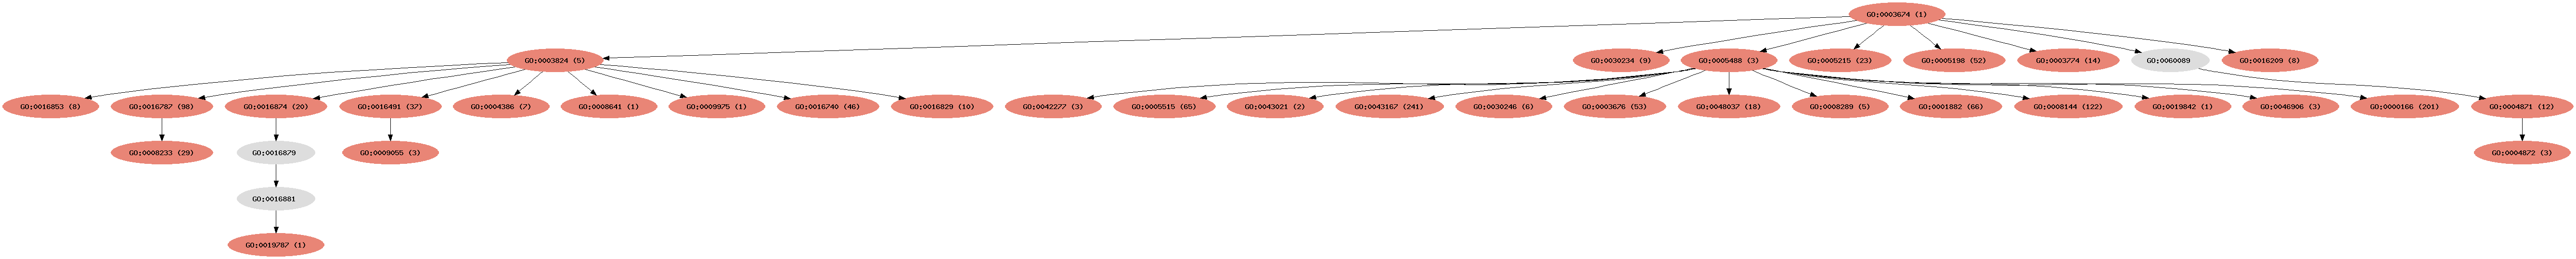 GO:0003674 (1)
GO:0003824 (5)
GO:0030234 (9)
GO:0005488 (3)
GO:0005215 (23)
GO:0005198 (52)
GO:0003774 (14)
GO:0060089
GO:0016209 (8)
GO:0016853 (8)
GO:0016787 (98)
GO:0016874 (20)
GO:0016491 (37)
GO:0004386 (7)
GO:0008641 (1)
GO:0009975 (1)
GO:0016740 (46)
GO:0016829 (10)
GO:0042277 (3)
GO:0005515 (65)
GO:0043021 (2)
GO:0043167 (241)
GO:0030246 (6)
GO:0003676 (53)
GO:0048037 (18)
GO:0008289 (5)
GO:0001882 (66)
GO:0008144 (122)
GO:0019842 (1)
GO:0046906 (3)
GO:0000166 (201)
GO:0004871 (12)
GO:0008233 (29)
GO:0016879
GO:0009055 (3)
GO:0004872 (3)
GO:0016881
GO:0019787 (1)